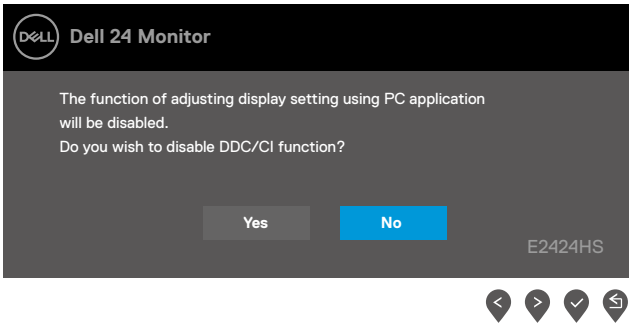 DELL
Dell 24 Monitor
The function of adjusting display setting using PC application
will be disabled.
Do you wish to disable DDC/CI function?
Yes
No
E2424HS